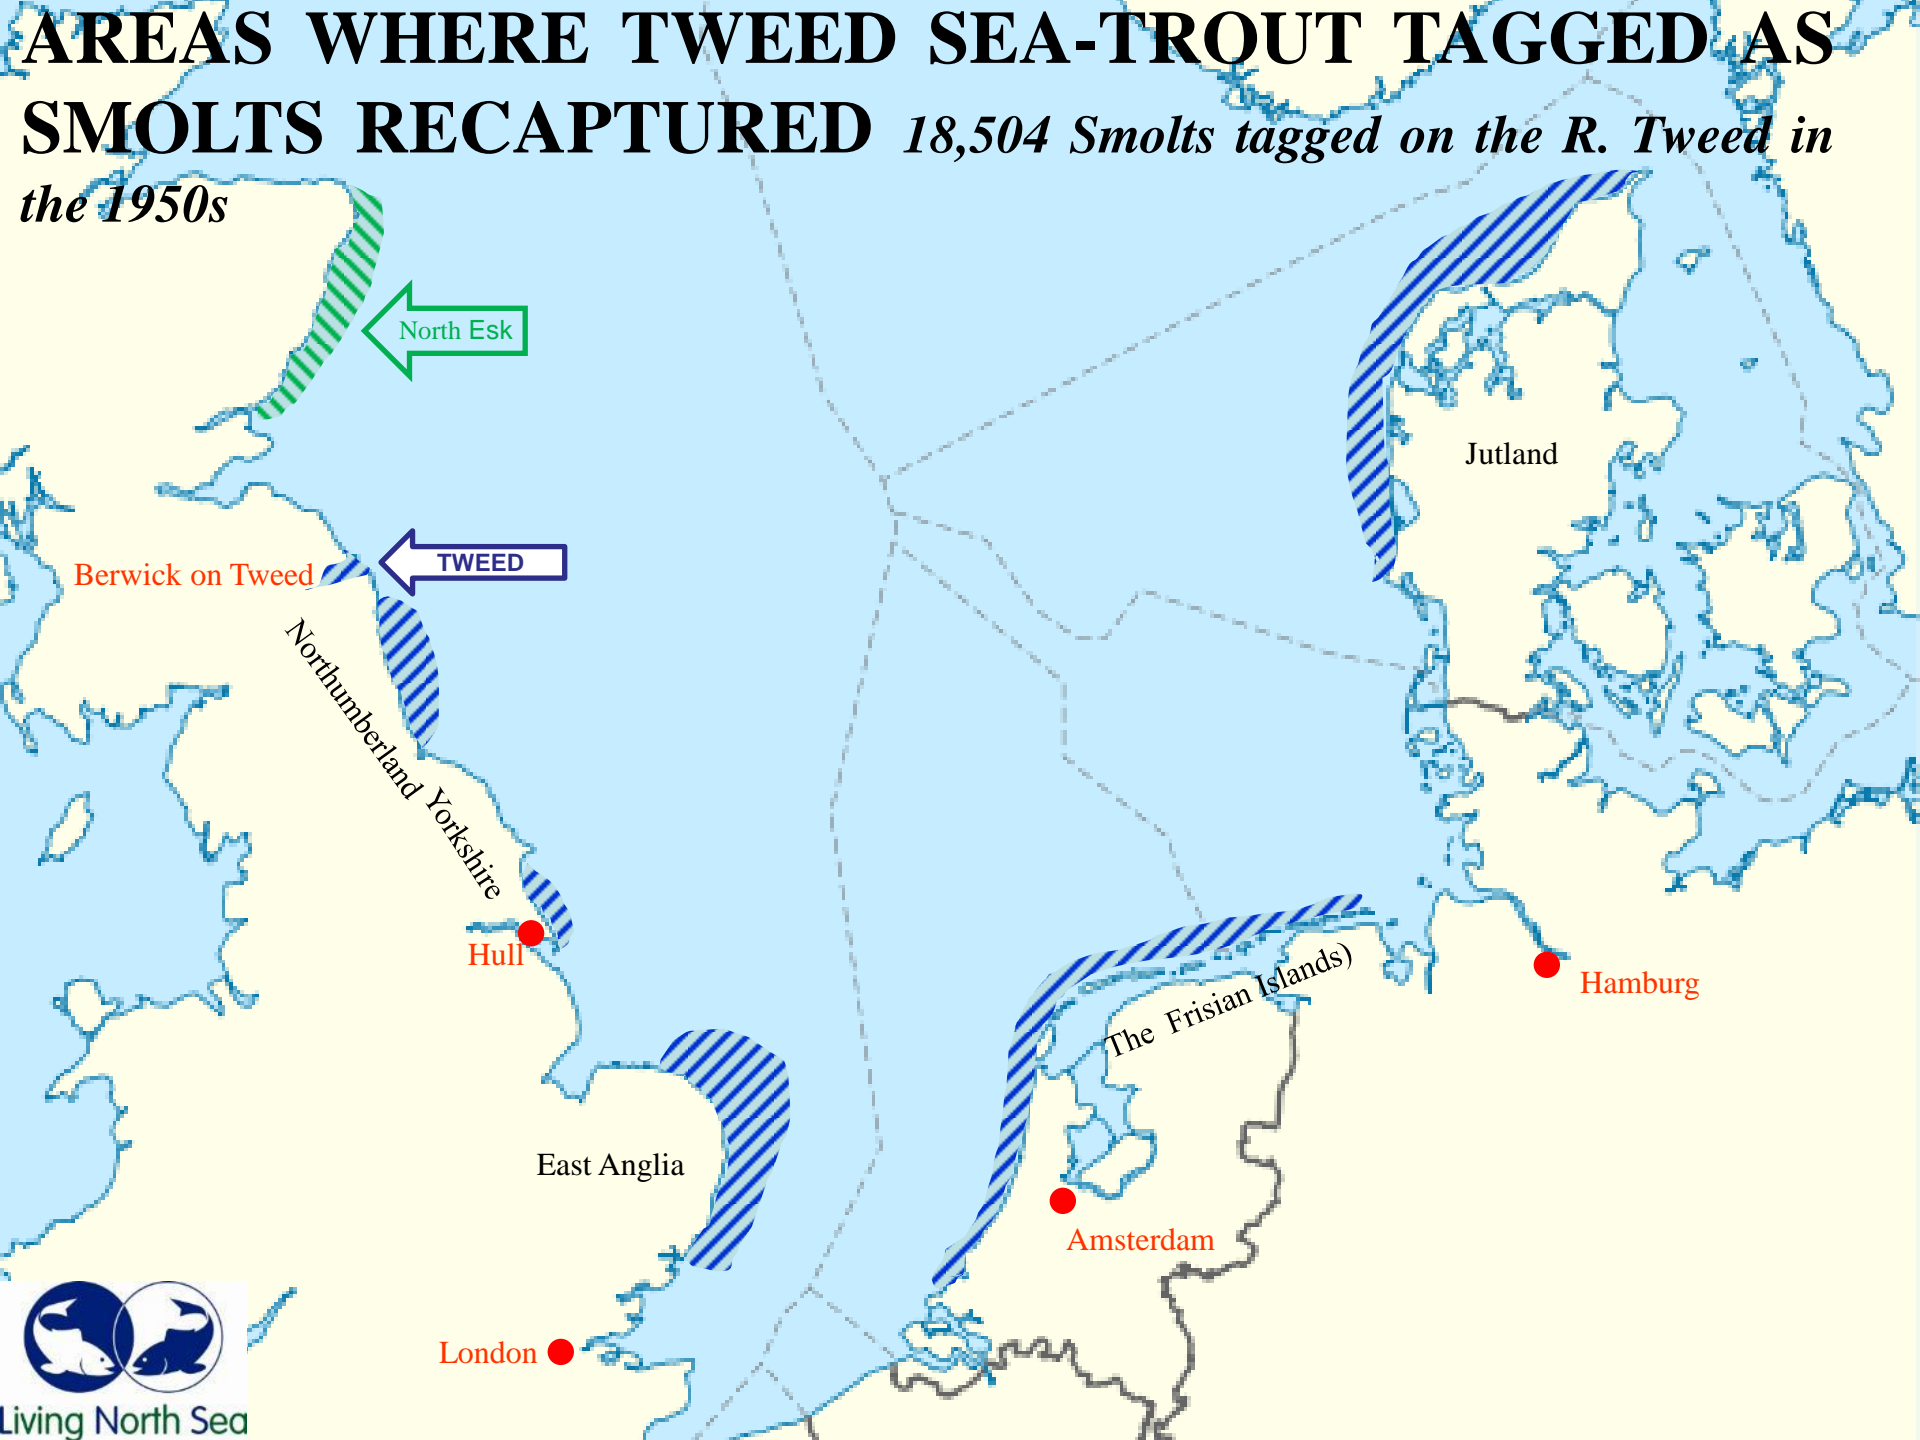 AREAS WHERE TWEED SEA-TROUT TAGGED AS
SMOLTS RECAPTURED 18,504 Smolts tagged on the R. Tweed in
the 1950s
North Esk
Jutland
TWEED
Berwick on Tweed
Northumberland
Yorkshire
Hull
The Frisian Islands)
Hamburg
East Anglia
Amsterdam
London
Living North Sea